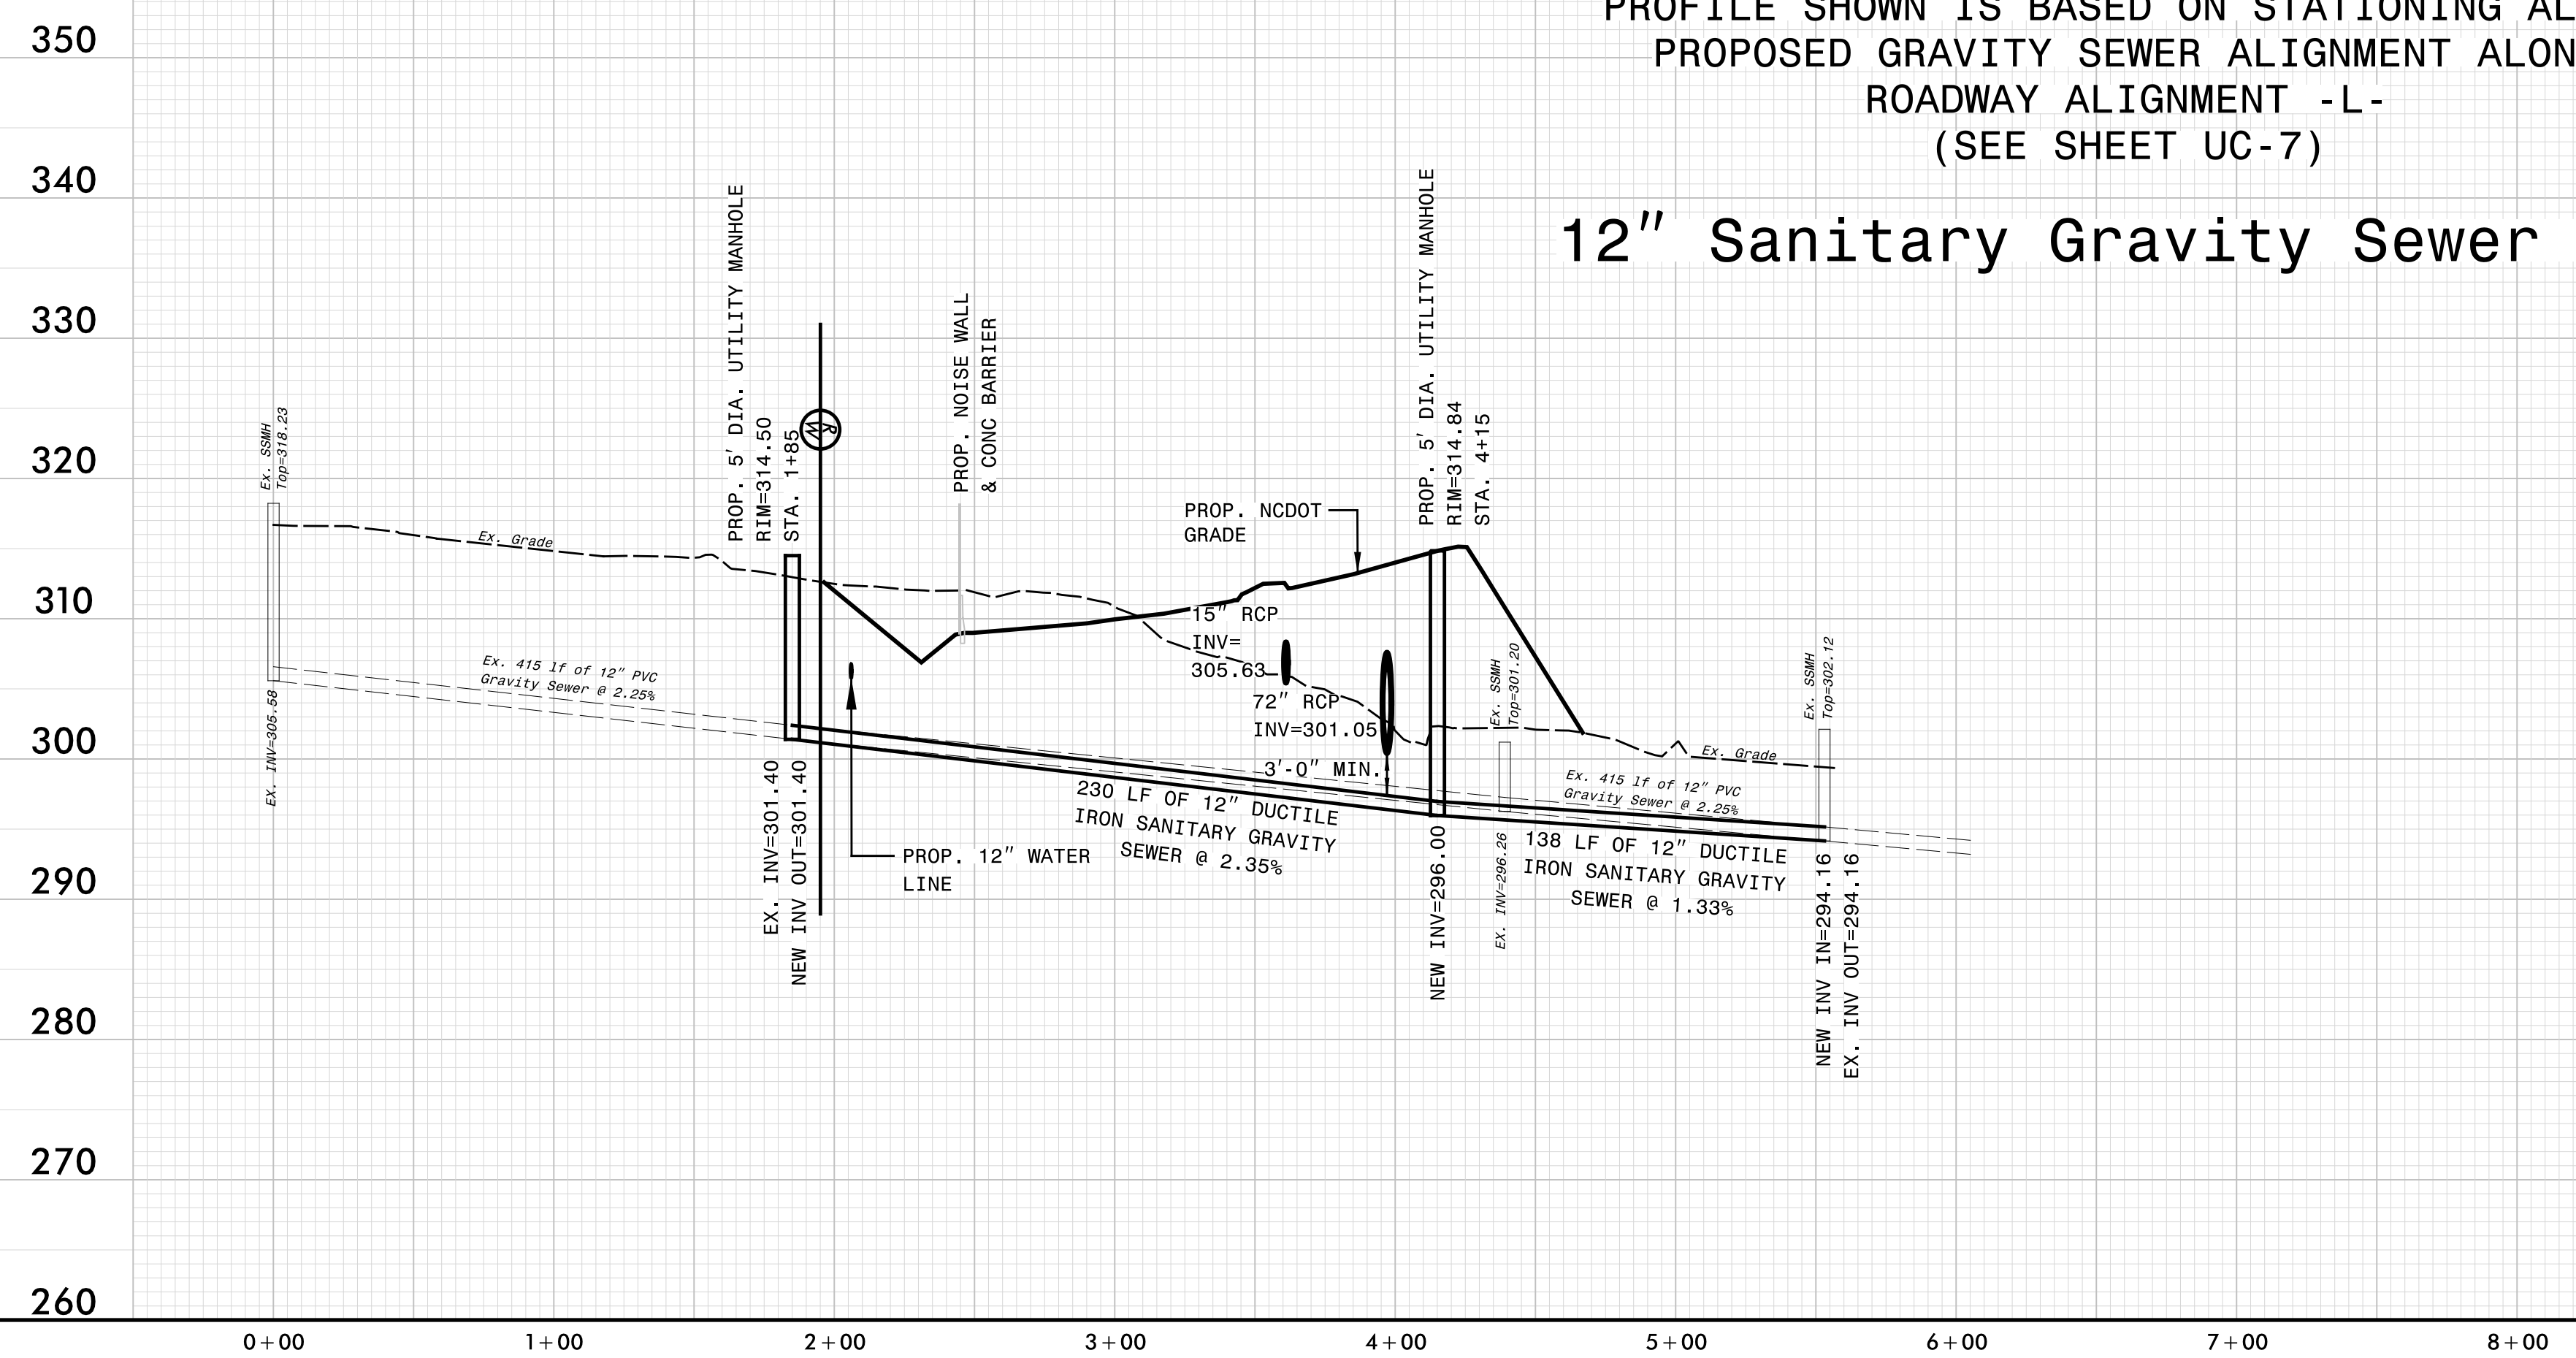 PROFILE SHOWN IS BASED ON STATIONING AL
PROPOSED GRAVITY SEWER ALIGNMENT ALON
ROADWAY ALIGNMENT -L-
(SEE SHEET UC-7)
12" Sanitary Gravity Sewer
350
340
330
320
310
300
290
280
270
260
Ex. SSMH
Top=318.23
EX. INV=305.58
Ex. Grade
Ex. 415 lf of 12" PVC
Gravity Sewer @ 2.25%
PROP. 5' DIA. UTILITY MANHOLE
RIM=314.50
STA. 1+85
R
W
EX. INV=301.40
NEW INV OUT=301.40
PROP. NOISE WALL
& CONC BARRIER
PROP. 12" WATER
LINE
PROP. NCDOT
GRADE
15" RCP
INV=
305.63
72" RCP
INV=301.05
3'-0" MIN.
230 LF OF 12" DUCTILE
IRON SANITARY GRAVITY
SEWER @ 2.35%
PROP. 5' DIA. UTILITY MANHOLE
RIM=314.84
STA. 4+15
NEW INV=296.00
Ex. SSMH
Top=301.20
EX. INV=296.26
Ex. 415 lf of 12" PVC
Gravity Sewer @ 2.25%
138 LF OF 12" DUCTILE
IRON SANITARY GRAVITY
SEWER @ 1.33%
Ex. Grade
Ex. SSMH
Top=302.12
NEW INV IN=294.16
EX. INV OUT=294.16
0+00
1+00
2+00
3+00
4+00
5+00
6+00
7+00
8+00